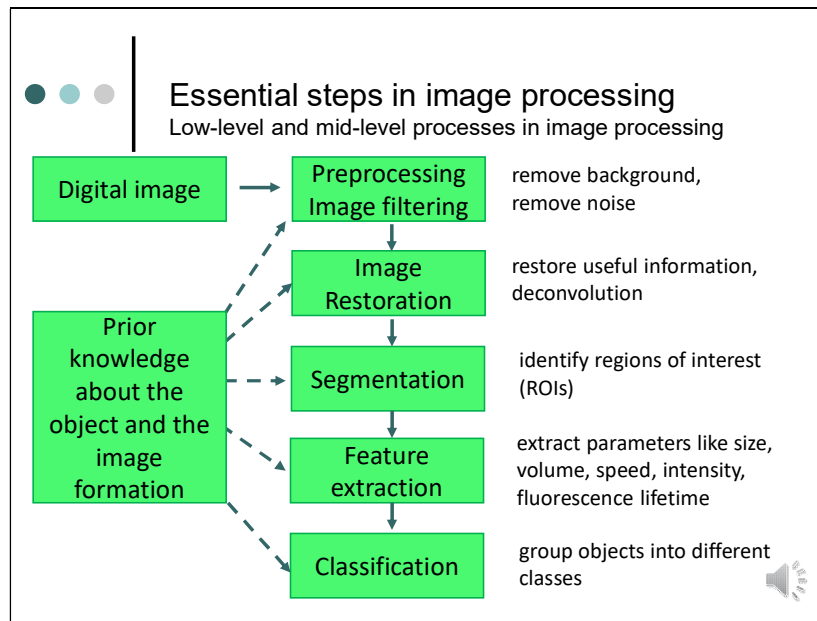 Essential steps in image processing
Low-level and mid-level processes in image processing
Digital image
Preprocessing
Image filtering
remove background,
remove noise
Image
Restoration
restore useful information,
deconvolution
Prior
knowledge
about the
object and the
image
formation
Segmentation
identify regions of interest
(ROIs)
Feature
extraction
extract parameters like size,
volume, speed, intensity,
fluorescence lifetime
Classification
group objects into different
classes